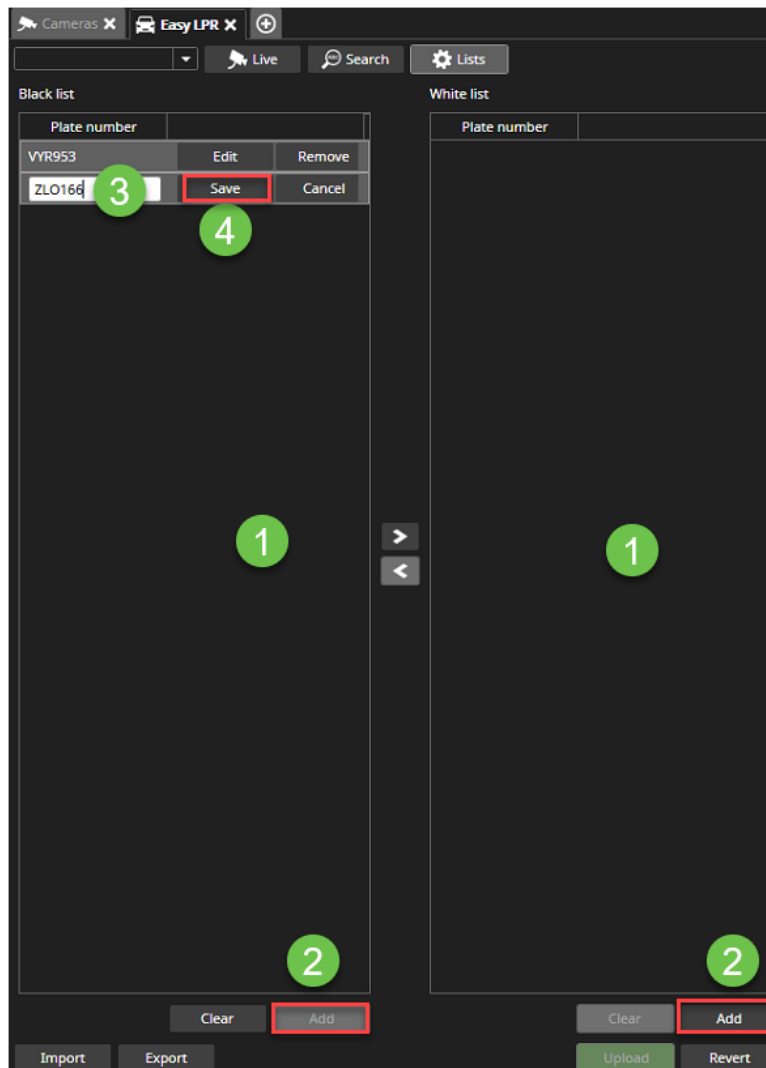 Cameras Easy LPR
Live Search Lists
Black list White list
Plate number Plate number
VYR953 Edit Remove
ZLO166 3 Save Cancel
4
1 1
2 2
Clear Add Clear Add
Import Export Upload Revert